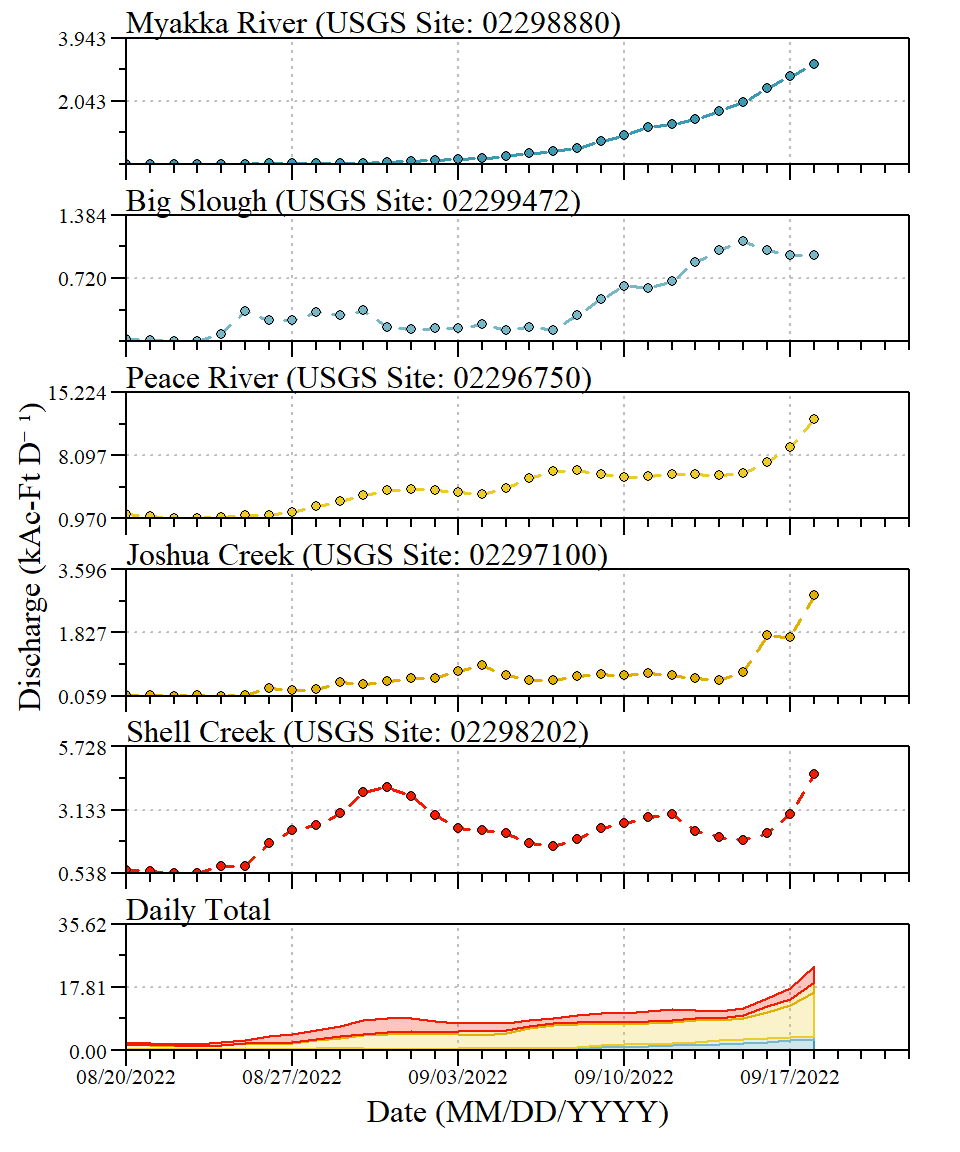 Myakka River (USGS Site: 02298880)
3.943
2.043
Big Slough (USGS Site: 02299472)
1.384
0.720
Peace River (USGS Site: 02296750)
15.224
8.097
0.970
Joshua Creek (USGS Site: 02297100)
3.596
1.827
0.059
Shell Creek (USGS Site: 02298202)
5.728
3.133
0.538
Daily Total
35.62
17.81
0.00
08/20/2022 08/27/2022 09/03/2022 09/10/2022 09/17/2022
Date (MM/DD/YYYY)
Discharge (kAc-Ft D⁻¹)